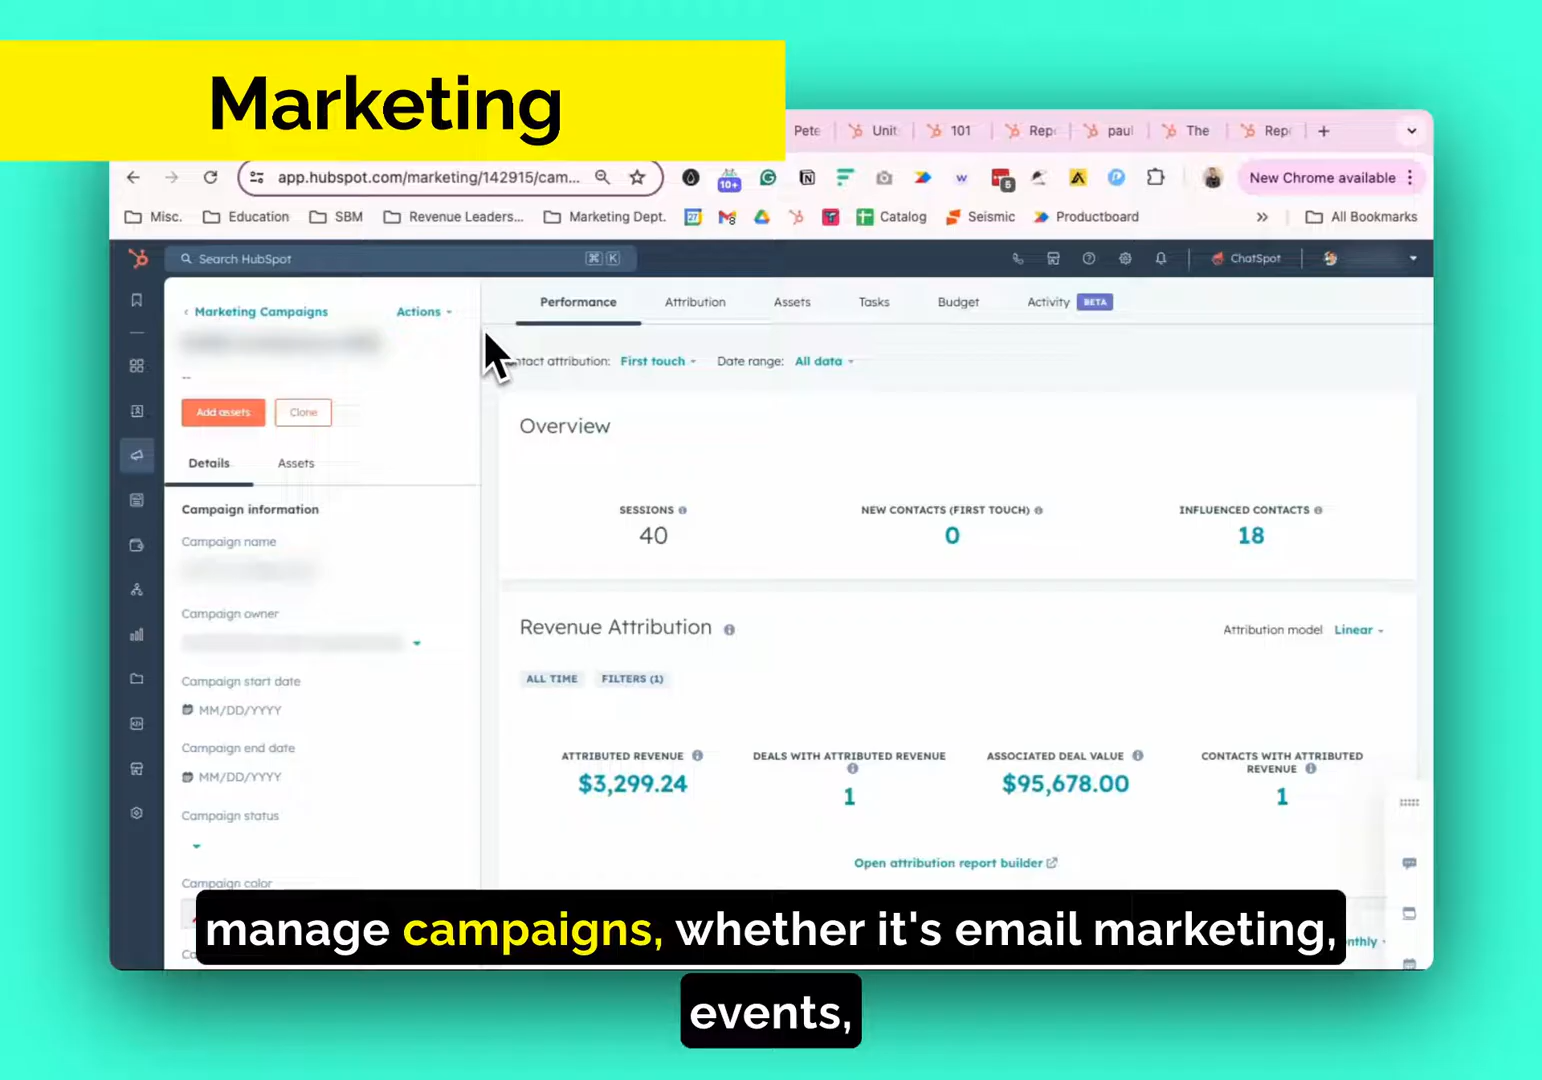 Marketing
Pete
Unit
101
Rep
paul
The
Rep
app.hubspot.com/marketing/142915/cam...
10+
6
New Chrome available
Misc.
Education
SBM
Revenue Leaders...
Marketing Dept.
Catalog
Seismic
Productboard
All Bookmarks
Search HubSpot
⌘ K
ChatSpot
Marketing Campaigns
Actions
Performance
Attribution
Assets
Tasks
Budget
Activity BETA
ntact attribution: First touch
Date range: All data
--
Add assets
Clone
Overview
Details
Assets
SESSIONS
40
NEW CONTACTS (FIRST TOUCH)
0
INFLUENCED CONTACTS
18
Campaign information
Campaign name
Campaign owner
Campaign start date
MM/DD/YYYY
Campaign end date
MM/DD/YYYY
Campaign status
Campaign color
Revenue Attribution
Attribution model Linear
ALL TIME
FILTERS (1)
ATTRIBUTED REVENUE
$3,299.24
DEALS WITH ATTRIBUTED REVENUE
1
ASSOCIATED DEAL VALUE
$95,678.00
CONTACTS WITH ATTRIBUTED
REVENUE
1
Open attribution report builder
nthly
manage campaigns, whether it's email marketing,
events,